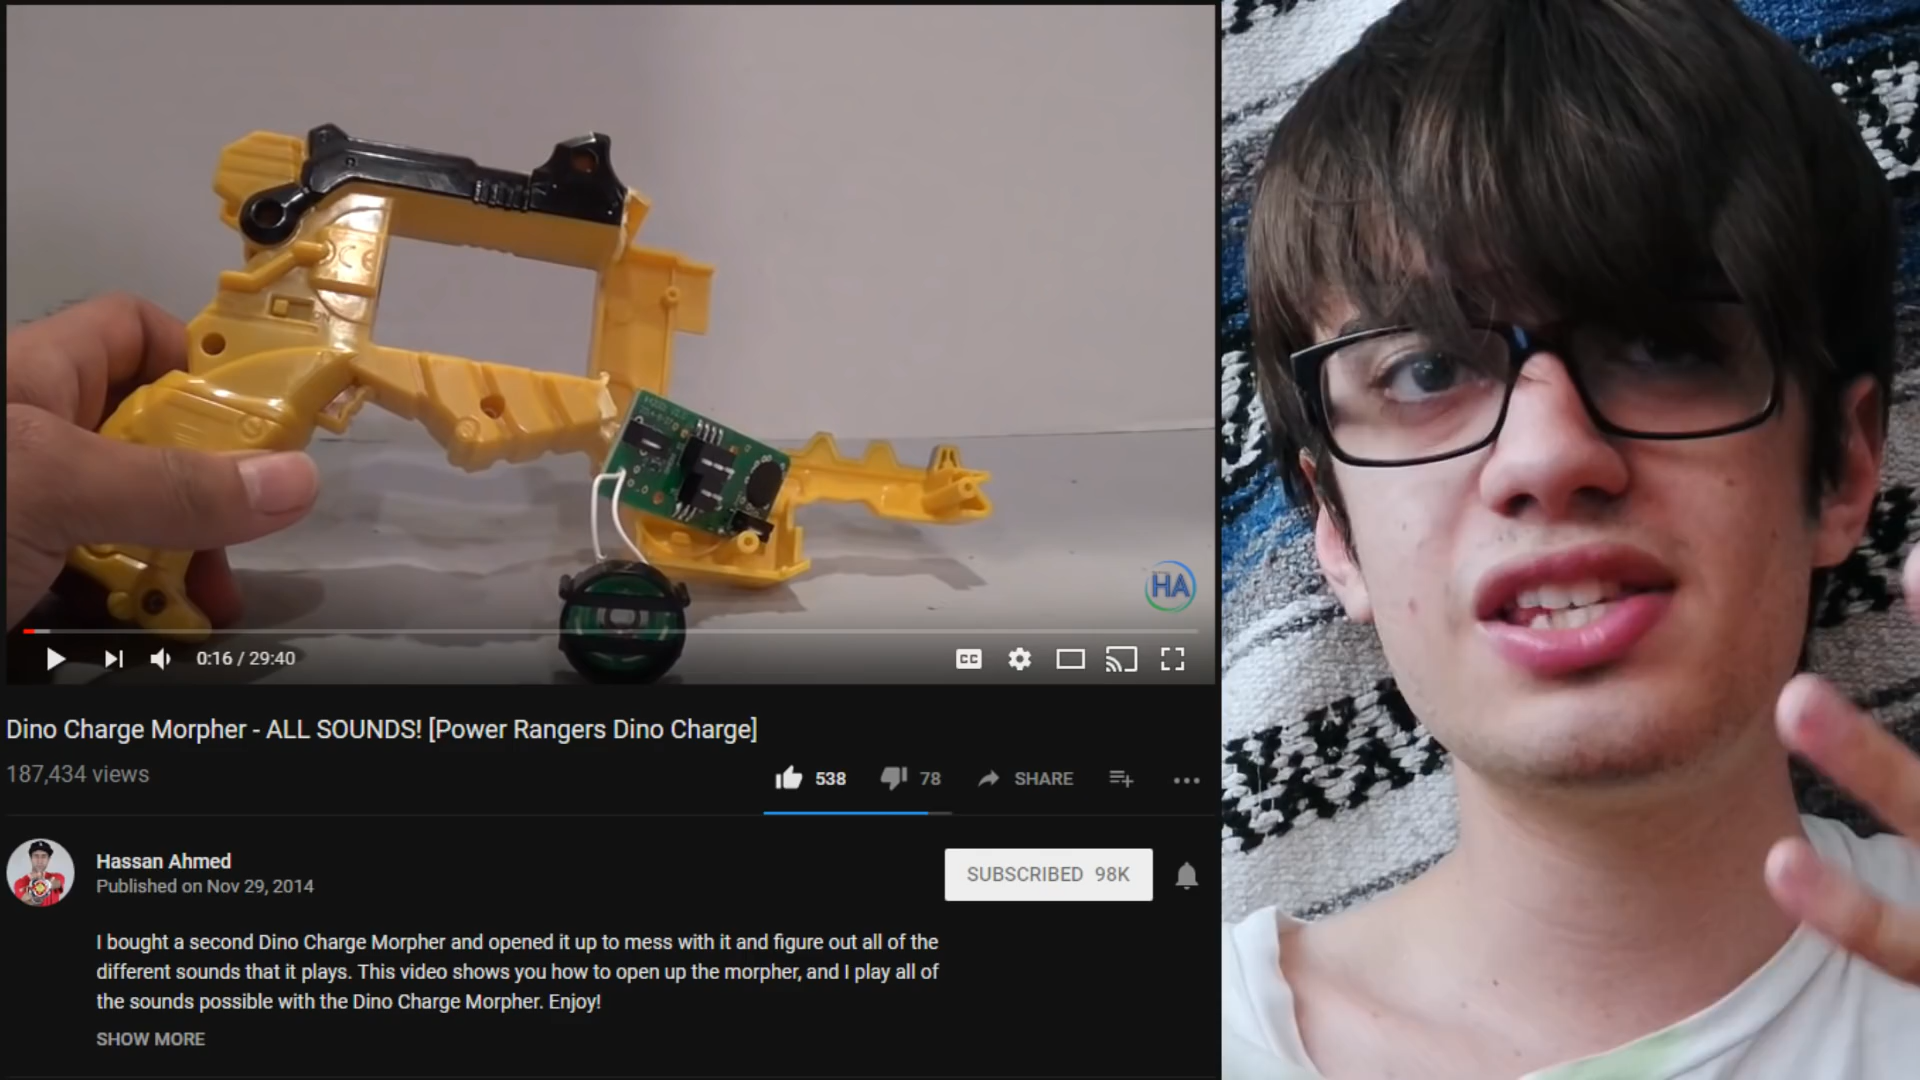 HA
CC
0:16 / 29:40
Dino Charge Morpher - ALL SOUNDS! [Power Rangers Dino Charge]
187,434 views
538
78
SHARE
Hassan Ahmed
Published on Nov 29, 2014
SUBSCRIBED 98K
I bought a second Dino Charge Morpher and opened it up to mess with it and figure out all of the
different sounds that it plays. This video shows you how to open up the morpher, and I play all of
the sounds possible with the Dino Charge Morpher. Enjoy!
SHOW MORE